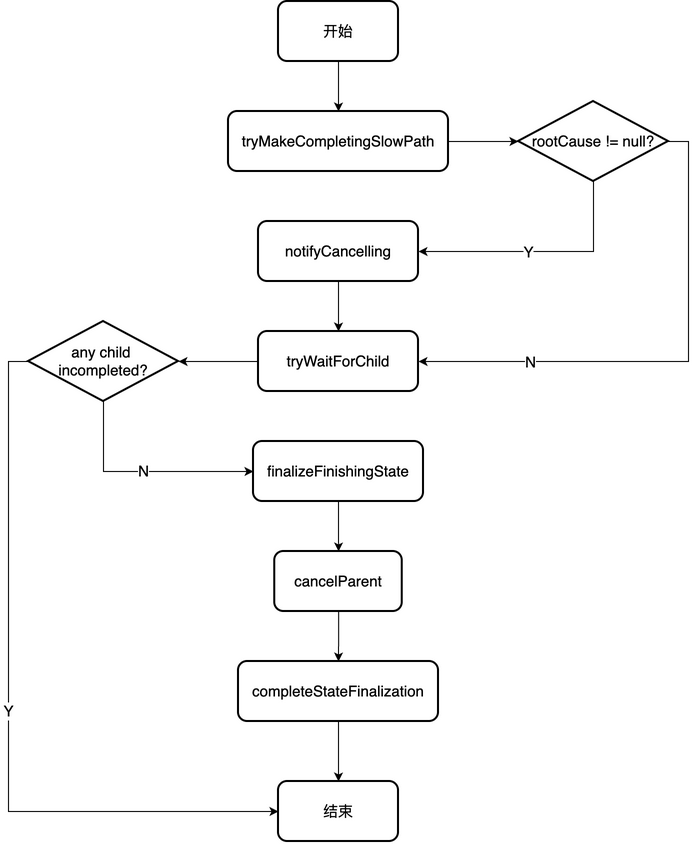 开始
tryMakeCompletingSlowPath
rootCause != null?
notifyCancelling
Y
any child
incompleted?
tryWaitForChild
N
N
finalizeFinishingState
cancelParent
completeStateFinalization
Y
结束